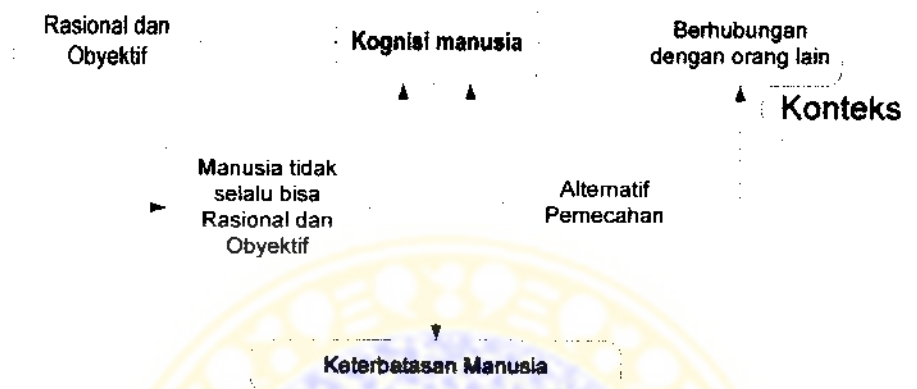 Rasional dan
Obyektif
Kognisi manusia
Berhubungan
dengan orang lain
Konteks
Manusia tidak
selalu bisa
Rasional dan
Obyektif
Alternatif
Pemecahan
Keterbatasan Manusia